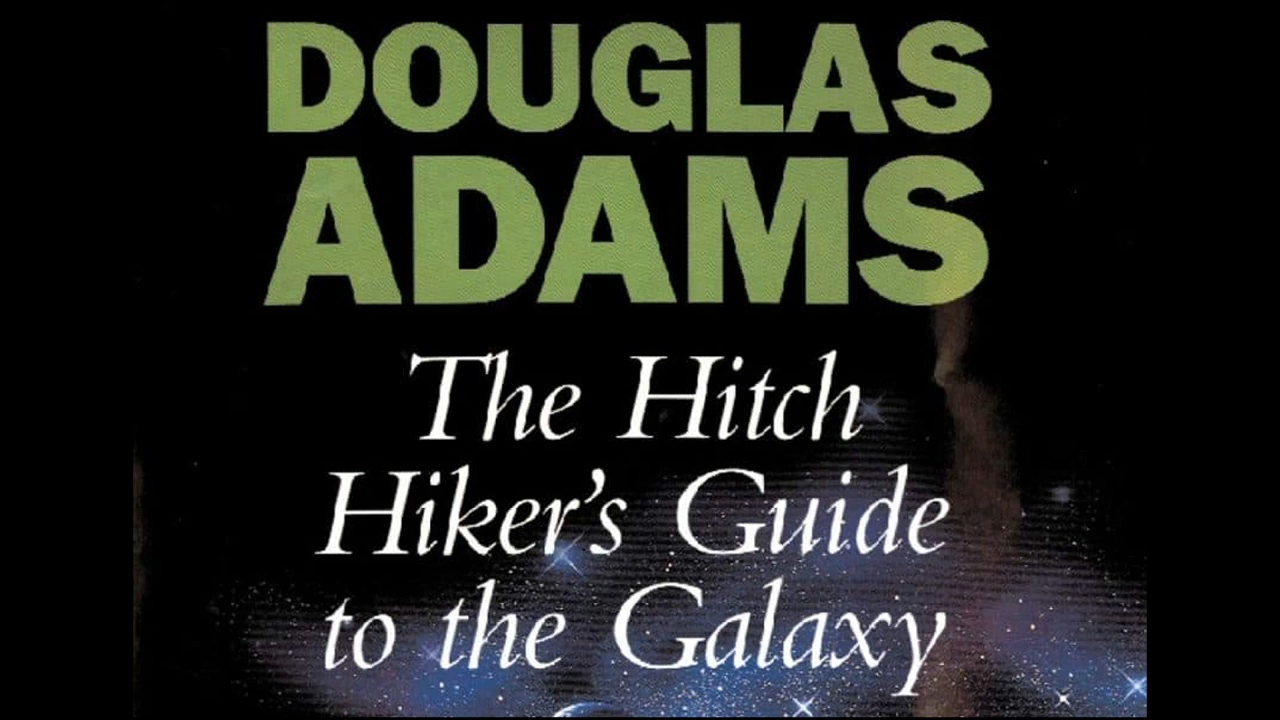 DOUGLAS
ADAMS
The Hitch
Hiker's Guide
to the Galaxy